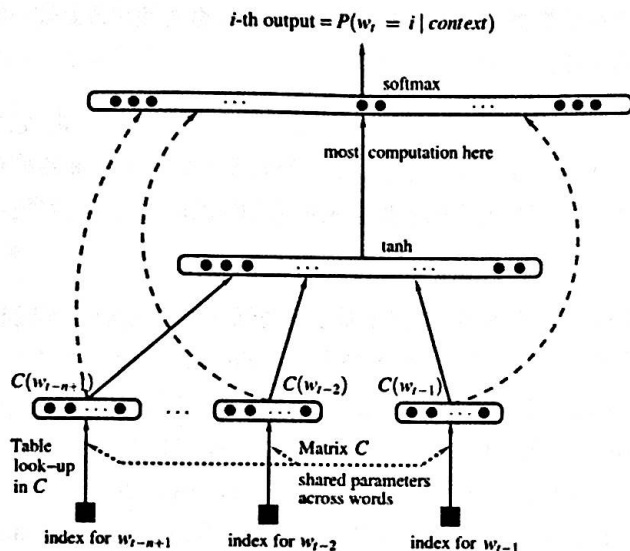 i-th output = P(w_t = i | context)
softmax
... ...
most computation here
tanh
... ...
C(w_{t-n+1}) C(w_{t-2}) C(w_{t-1})
... ... ... ...
Table
look-up
in C
Matrix C
shared parameters
across words
index for w_{t-n+1} index for w_{t-2} index for w_{t-1}